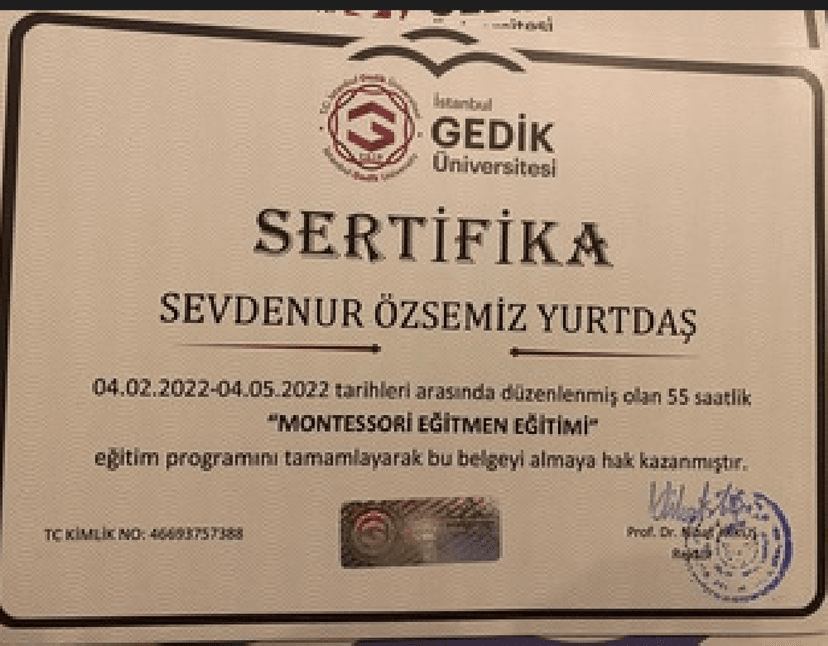 İstanbul
GEDİK
Üniversitesi
SERTİFİKA
SEVDENUR ÖZSEMİZ YURTDAŞ
04.02.2022-04.05.2022 tarihleri arasında düzenlenmiş olan 55 saatlik
"MONTESSORİ EĞİTMEN EĞİTİMİ"
eğitim programını tamamlayarak bu belgeyi almaya hak kazanmıştır.
TC KİMLİK NO: 46693757388
Prof. Dr.